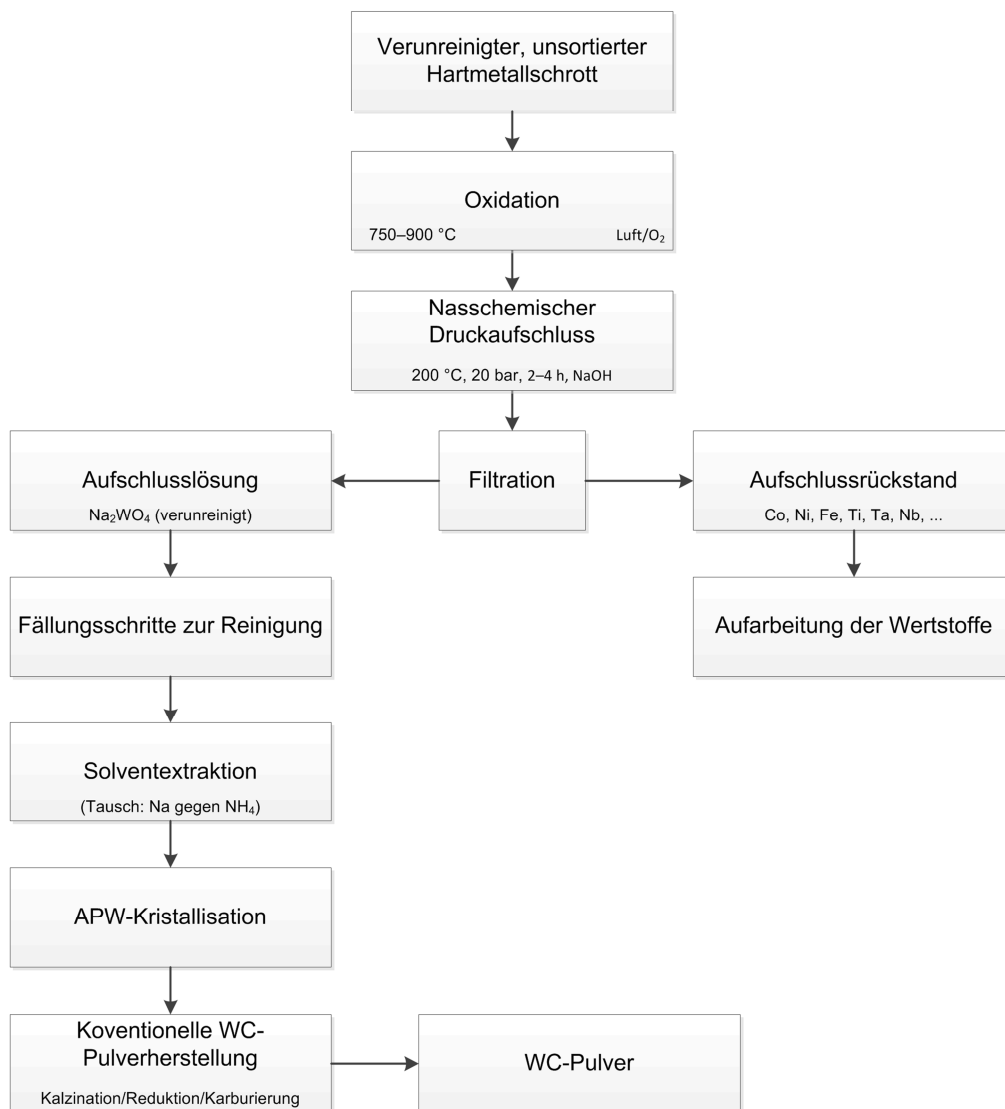 Verunreinigter, unsortierter
Hartmetallschrott
Oxidation
750–900 °C Luft/O₂
Nasschemischer
Druckaufschluss
200 °C, 20 bar, 2–4 h, NaOH
Aufschlusslösung
Na₂WO₄ (verunreinigt)
Filtration
Aufschlussrückstand
Co, Ni, Fe, Ti, Ta, Nb, ...
Fällungsschritte zur Reinigung
Aufarbeitung der Wertstoffe
Solventextraktion
(Tausch: Na gegen NH₄)
APW-Kristallisation
Koventionelle WC-
Pulverherstellung
Kalzination/Reduktion/Karburierung
WC-Pulver